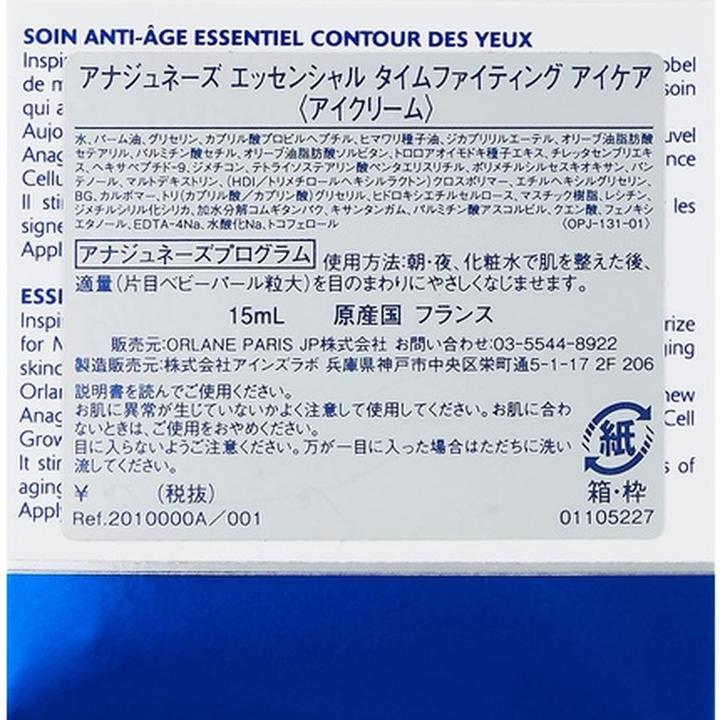 SOIN ANTI-ÂGE ESSENTIEL CONTOUR DES YEUX
アナジュネーズ エッセンシャル タイムファイティング アイケア
〈アイクリーム〉
水、パーム油、グリセリン、カプリル酸プロピルヘプチル、ヒマワリ種子油、ジカプリリルエーテル、オリーブ油脂肪酸
セテアリル、パルミチン酸セチル、オリーブ油脂肪酸ソルビタン、トロロアオイモドキ種子エキス、チレッタセンブリエキ
ス、ヘキサペプチド-9、ジメチコン、テトライソステアリン酸ペンタエリスリチル、ポリメチルシルセスキオキサン、パン
テノール、マルトデキストリン、(HDI/トリメチロールヘキシルラクトン)クロスポリマー、エチルヘキシルグリセリン、
BG、カルボマー、トリ(カプリル酸/カプリン酸)グリセリル、ヒドロキシエチルセルロース、マスチック樹脂、レシチン、
ジメチルシリル化シリカ、加水分解コムギタンパク、キサンタンガム、パルミチン酸アスコルビル、クエン酸、フェノキシ
エタノール、EDTA-4Na、水酸化Na、トコフェロール 〈OPJ-131-01〉
アナジュネーズプログラム 使用方法:朝・夜、化粧水で肌を整えた後、
適量(片目ベビーパール粒大)を目のまわりにやさしくなじませます。
15mL 原産国 フランス
販売元:ORLANE PARIS JP株式会社 お問い合わせ:03-5544-8922
製造販売元:株式会社アインズラボ 兵庫県神戸市中央区栄町通5-1-17 2F 206
説明書を読んでご使用ください。
お肌に異常が生じていないかよく注意して使用してください。お肌に合わ
ないときは、ご使用をおやめください。
目に入らないようご注意ください。万が一目に入った場合はただちに洗い
流してください。
紙
箱・枠
¥ (税抜)
Ref.2010000A/001 01105227